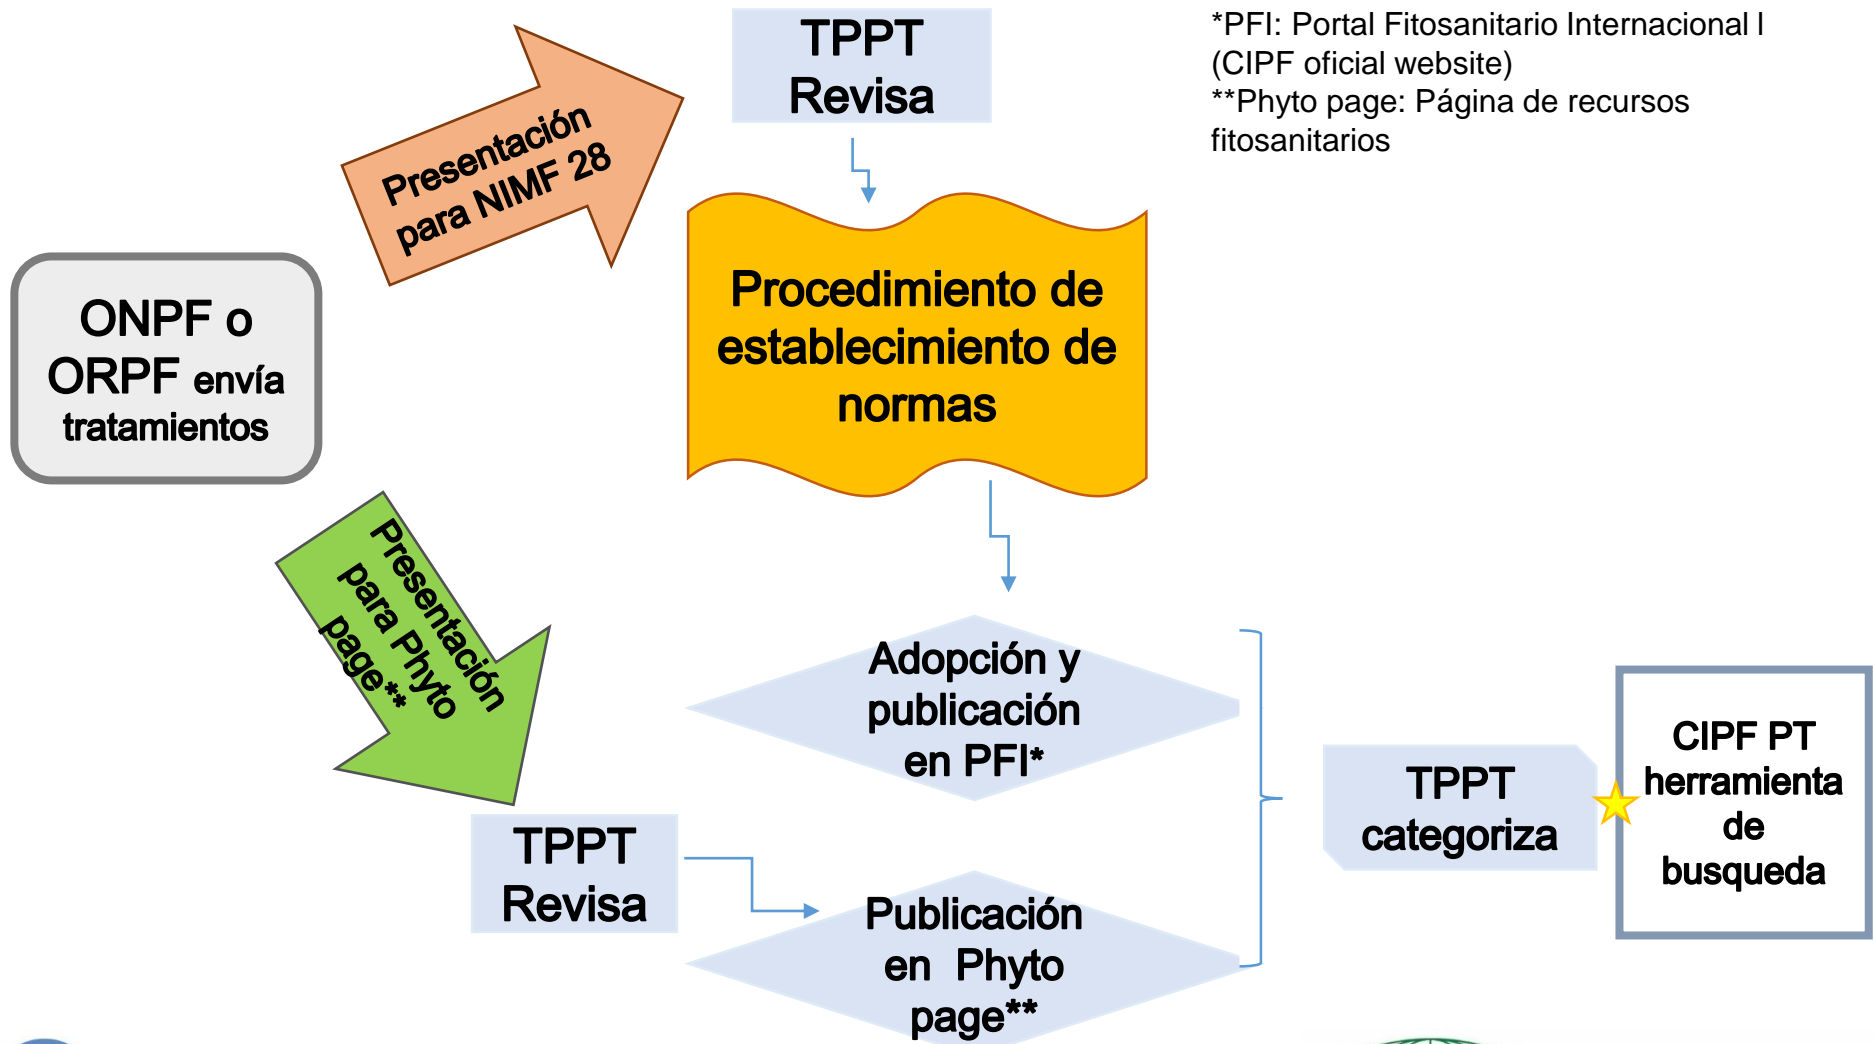 TPPT
Revisa
*PFI: Portal Fitosanitario Internacional l
(CIPF oficial website)
**Phyto page: Página de recursos
fitosanitarios
Presentación
para NIMF 28
ONPF o
ORPF envía
tratamientos
Procedimiento de
establecimiento de
normas
Presentación
para Phyto
page**
Adopción y
publicación
en PFI*
TPPT
Revisa
Publicación
en Phyto
page**
TPPT
categoriza
CIPF PT
herramienta
de
busqueda